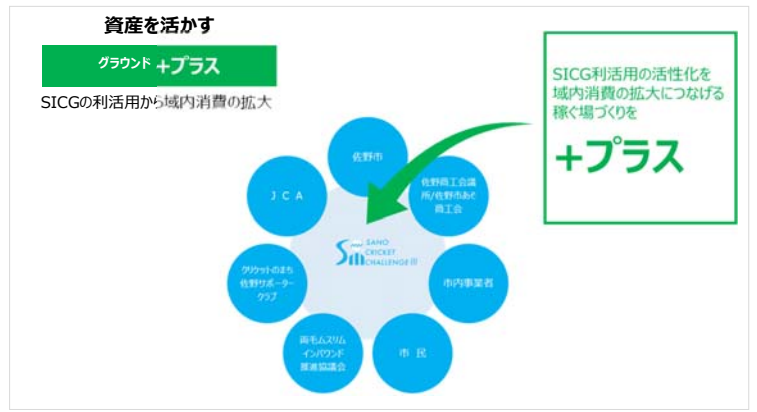 資産を活かす
グラウンド +プラス
SICGの利活用から域内消費の拡大
SICG利活用の活性化を
域内消費の拡大につなげる
稼ぐ場づくりを
+プラス
佐野市
佐野商工会議
所/佐野市あそ
商工会
JCA
SANO
CRICKET
CHALLENGE!!!
クリケットのまち
佐野サポーター
クラブ
市内事業者
両毛ムスリム
インバウンド
推進協議会
市 民